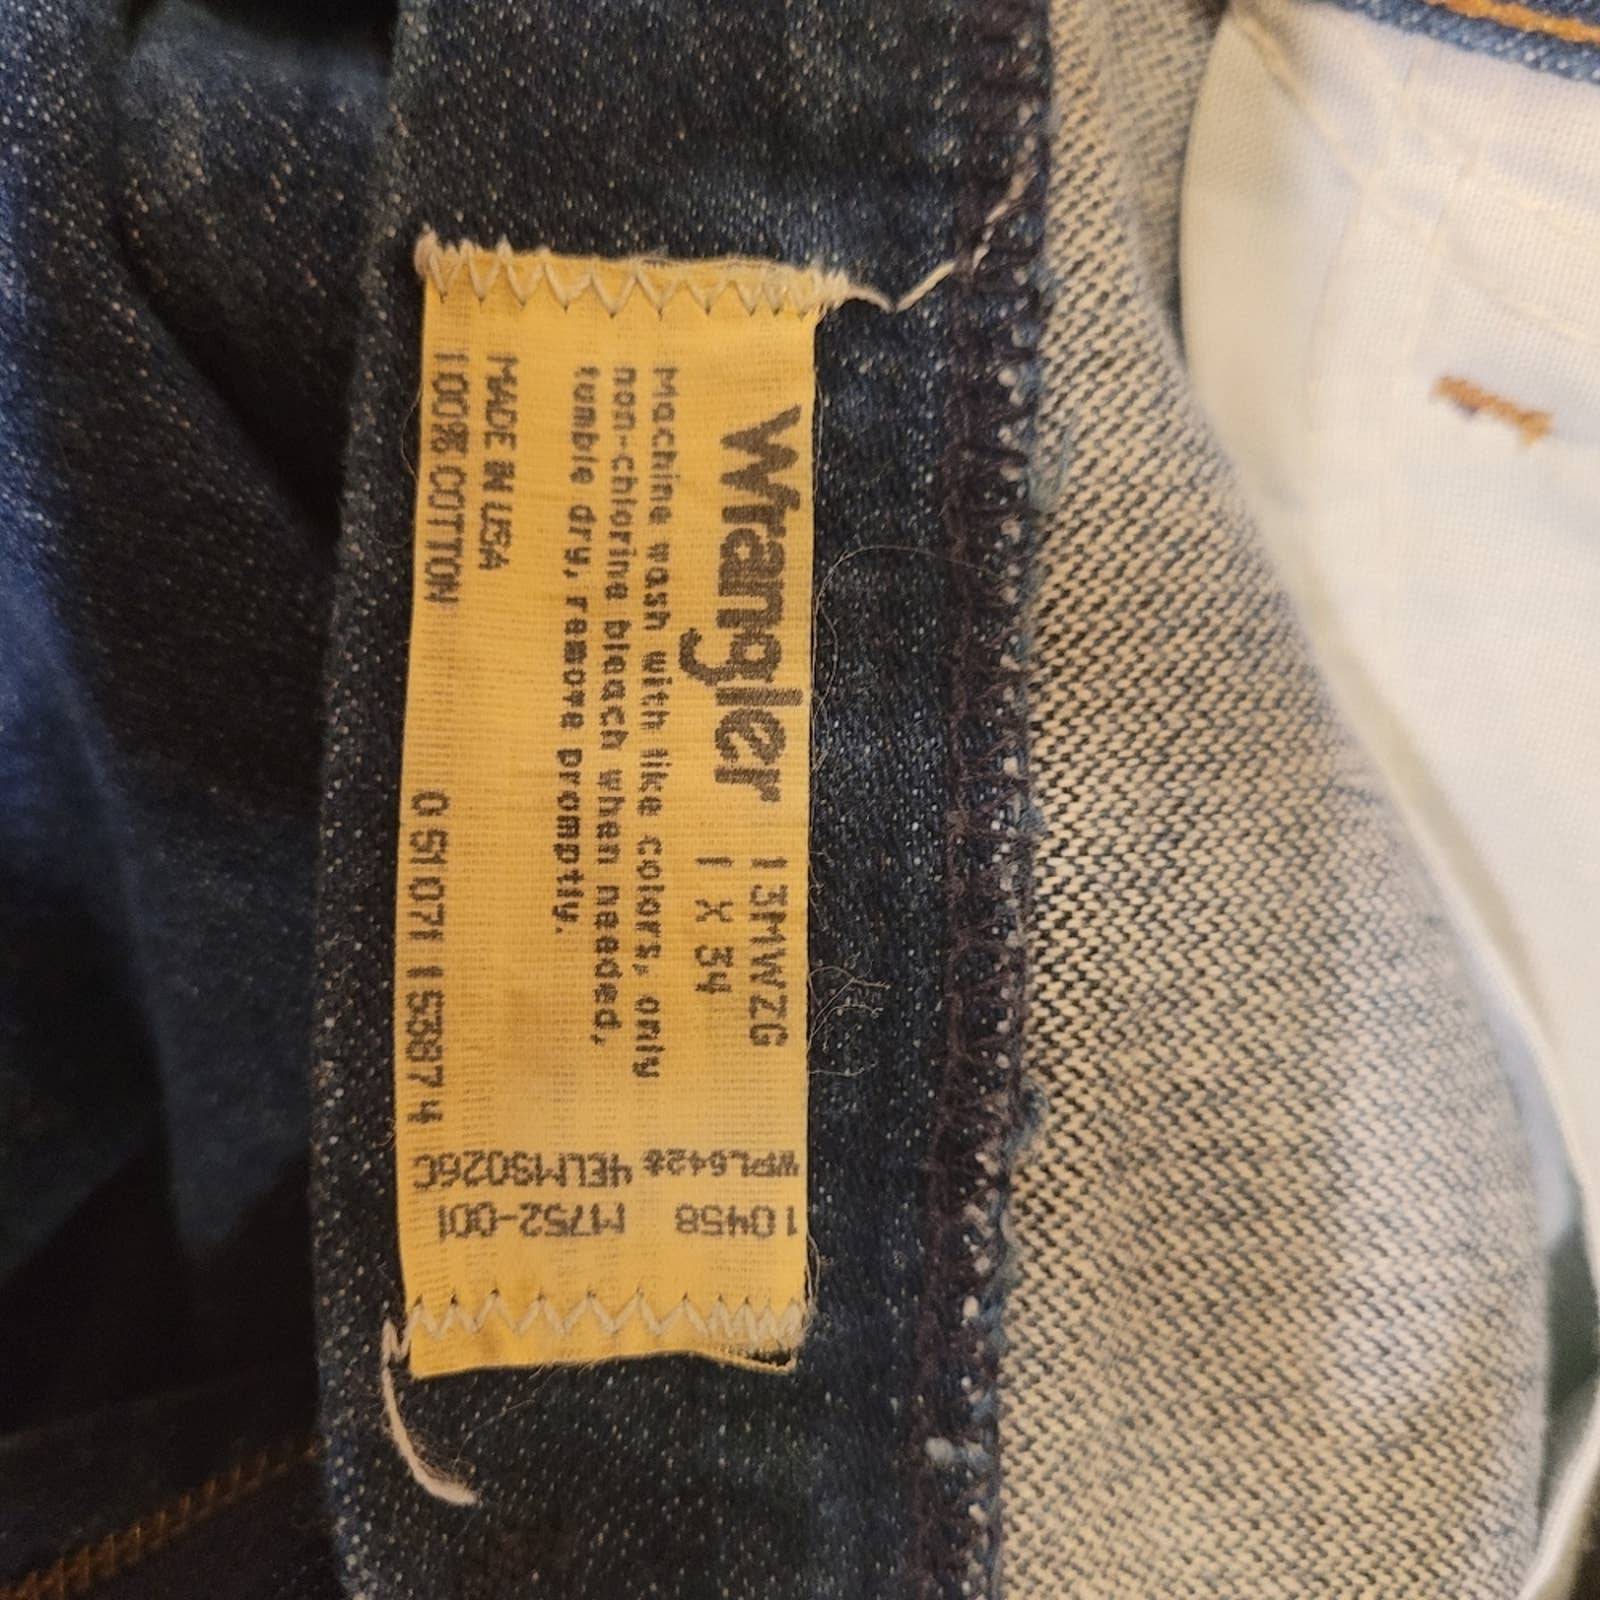 Wrangler 13MWZG
1 X 34
Machine wash with like colors, only
non-chlorine bleach when needed,
tumble dry, remove promptly.
MADE IN USA
100% COTTON
0 51071 15387 4
WPL6428 4ELM9026C
10458 M752-001